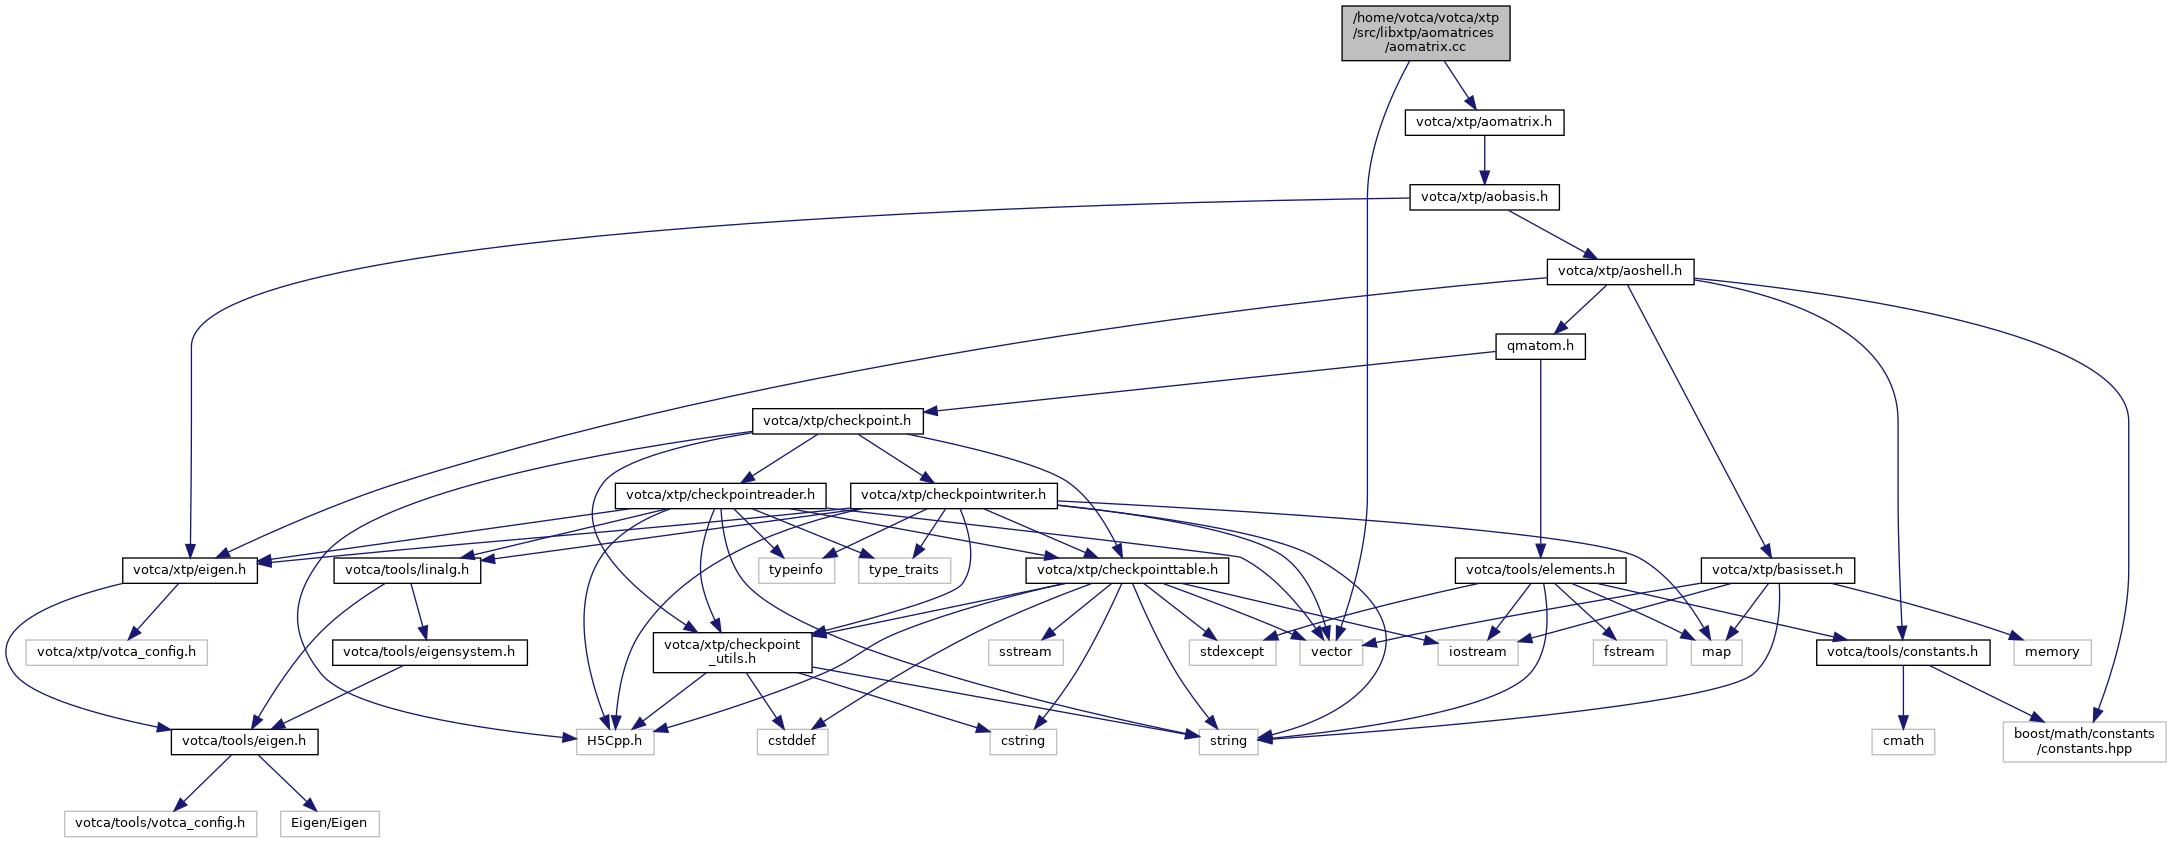 /home/votca/votca/xtp
/src/libxtp/aomatrices
/aomatrix.cc
votca/xtp/aomatrix.h
votca/xtp/aobasis.h
votca/xtp/aoshell.h
qmatom.h
votca/xtp/checkpoint.h
votca/xtp/checkpointreader.h
votca/xtp/checkpointwriter.h
votca/xtp/eigen.h
votca/tools/linalg.h
typeinfo
type_traits
votca/xtp/checkpointtable.h
votca/tools/elements.h
votca/xtp/basisset.h
votca/xtp/votca_config.h
votca/tools/eigensystem.h
votca/xtp/checkpoint
_utils.h
sstream
stdexcept
vector
iostream
fstream
map
votca/tools/constants.h
memory
votca/tools/eigen.h
H5Cpp.h
cstddef
cstring
string
cmath
boost/math/constants
/constants.hpp
votca/tools/votca_config.h
Eigen/Eigen